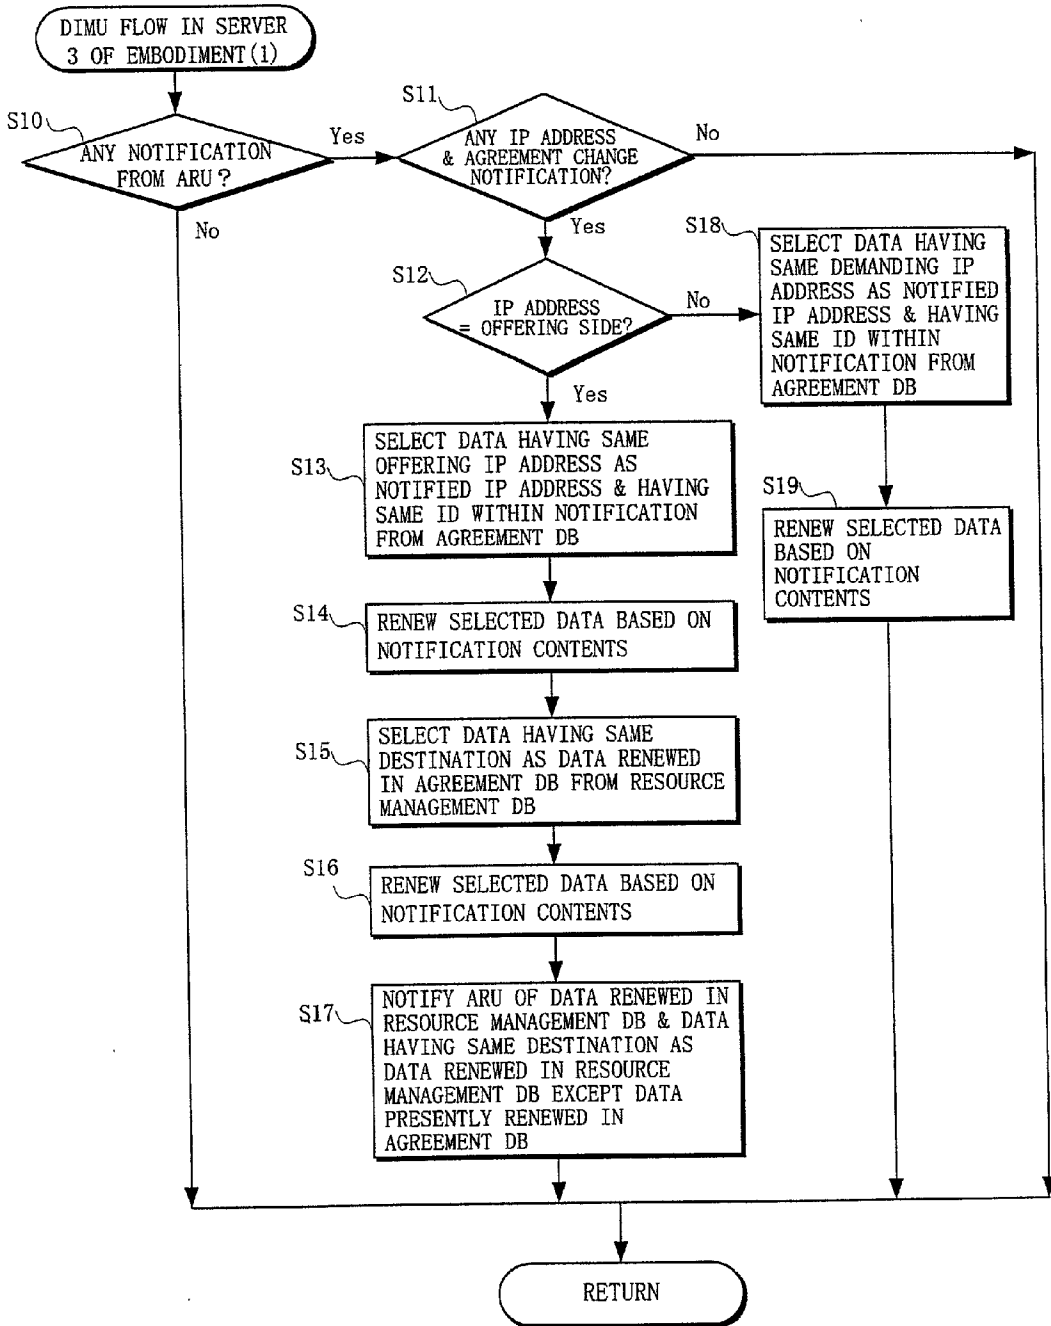 DIMU FLOW IN SERVER
3 OF EMBODIMENT(1)
S10
ANY NOTIFICATION
FROM ARU?
Yes
No
S11
ANY IP ADDRESS
& AGREEMENT CHANGE
NOTIFICATION?
No
Yes
S12
IP ADDRESS
= OFFERING SIDE?
No
Yes
S18
SELECT DATA HAVING
SAME DEMANDING IP
ADDRESS AS NOTIFIED
IP ADDRESS & HAVING
SAME ID WITHIN
NOTIFICATION FROM
AGREEMENT DB
S13
SELECT DATA HAVING SAME
OFFERING IP ADDRESS AS
NOTIFIED IP ADDRESS & HAVING
SAME ID WITHIN NOTIFICATION
FROM AGREEMENT DB
S19
RENEW SELECTED DATA
BASED ON
NOTIFICATION
CONTENTS
S14
RENEW SELECTED DATA BASED ON
NOTIFICATION CONTENTS
S15
SELECT DATA HAVING SAME
DESTINATION AS DATA RENEWED
IN AGREEMENT DB FROM RESOURCE
MANAGEMENT DB
S16
RENEW SELECTED DATA BASED ON
NOTIFICATION CONTENTS
S17
NOTIFY ARU OF DATA RENEWED IN
RESOURCE MANAGEMENT DB & DATA
HAVING SAME DESTINATION AS
DATA RENEWED IN RESOURCE
MANAGEMENT DB EXCEPT DATA
PRESENTLY RENEWED IN
AGREEMENT DB
RETURN